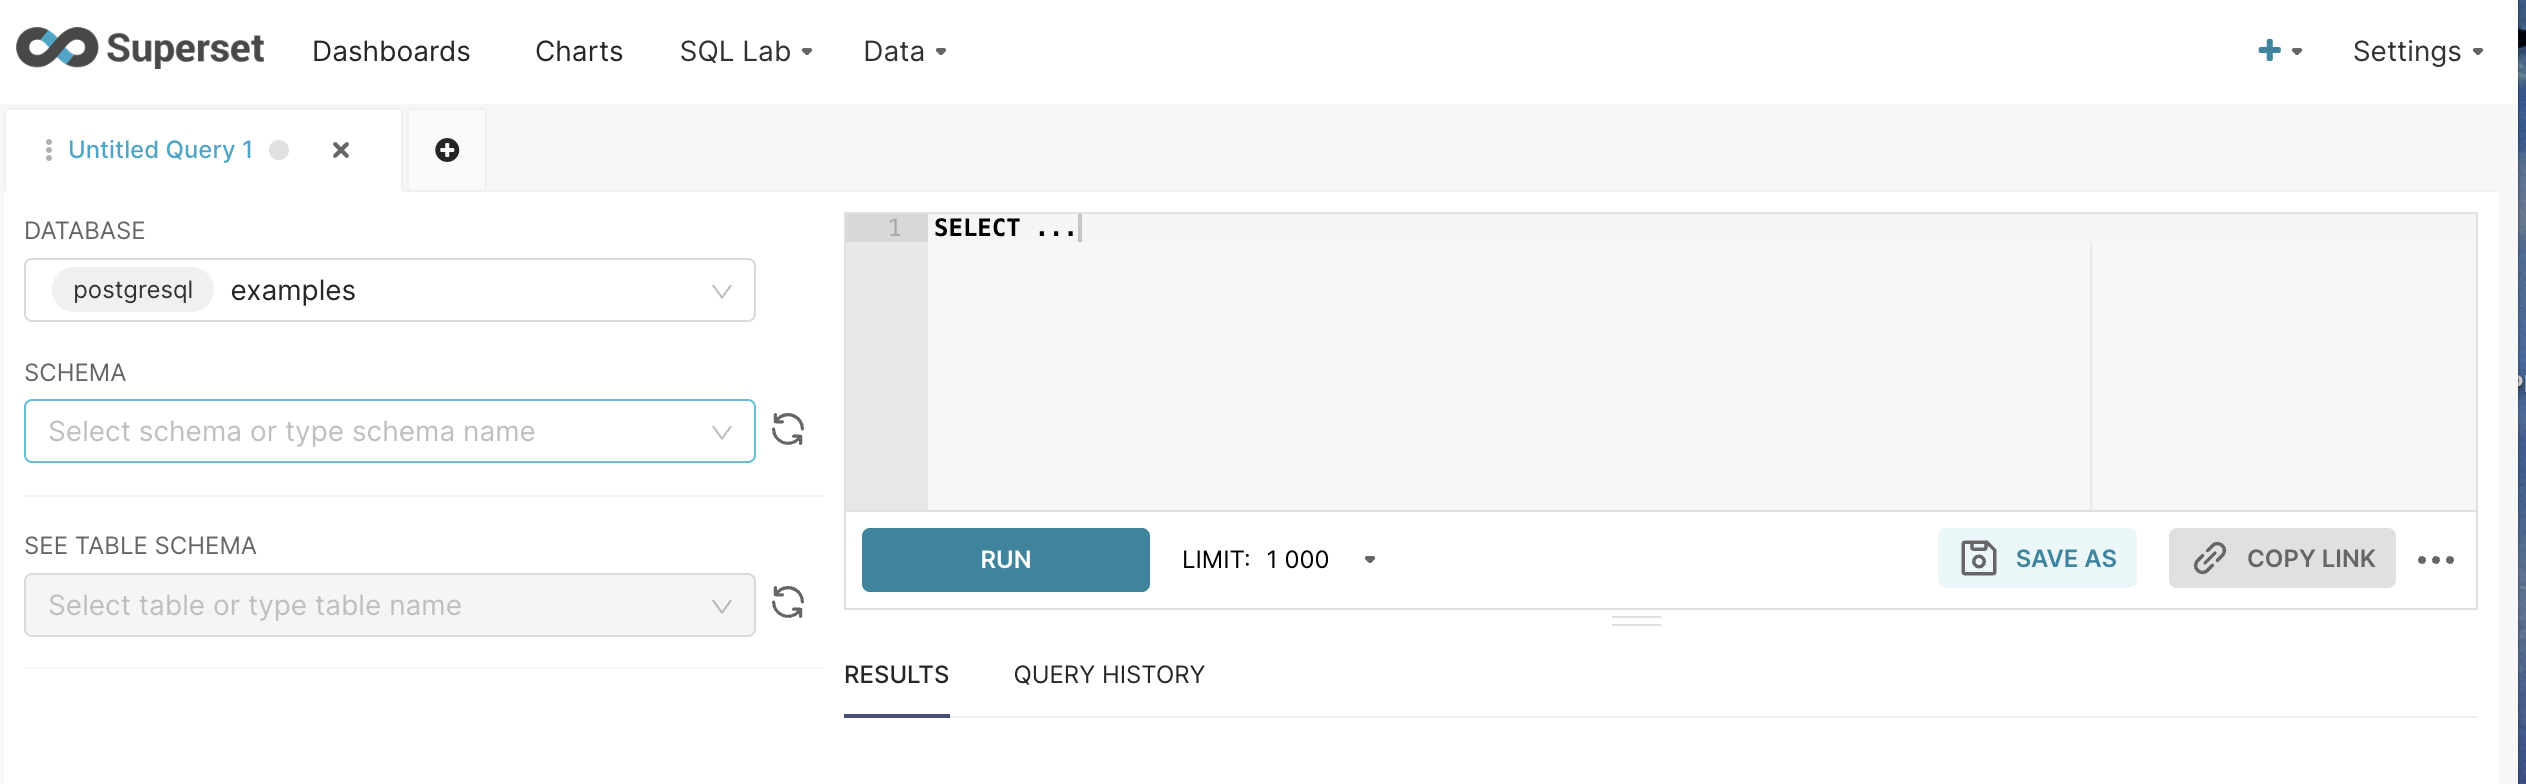 Superset Dashboards Charts SQL Lab Data + Settings
Untitled Query 1
DATABASE
postgresql examples
SCHEMA
Select schema or type schema name
SEE TABLE SCHEMA
Select table or type table name
1 SELECT ...
RUN LIMIT: 1 000 SAVE AS COPY LINK
RESULTS QUERY HISTORY